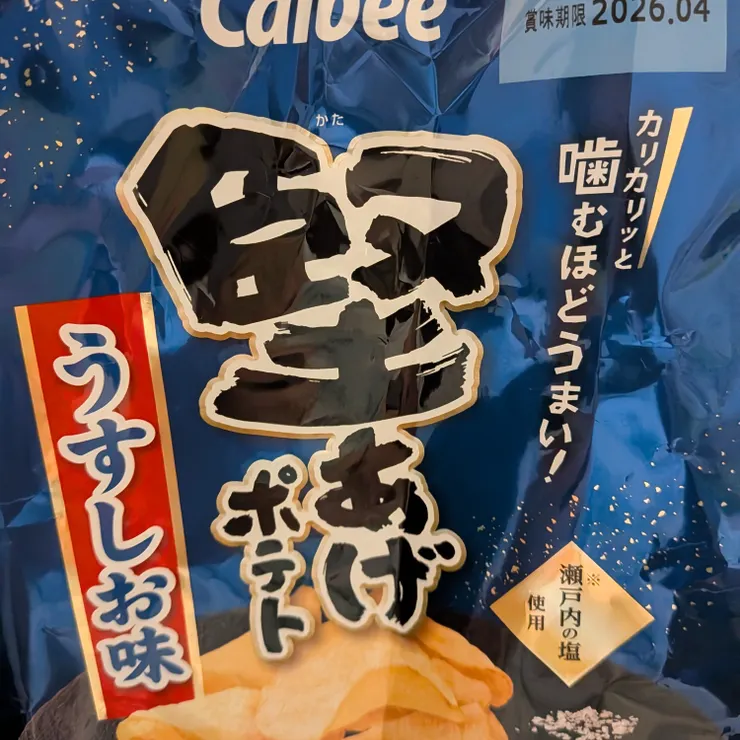 Calbee
賞味期限 2026.04
カリカリッと
噛むほどうまい!
かた
堅あげ
ポテト
うすしお味
※
瀬戸内の塩
使用